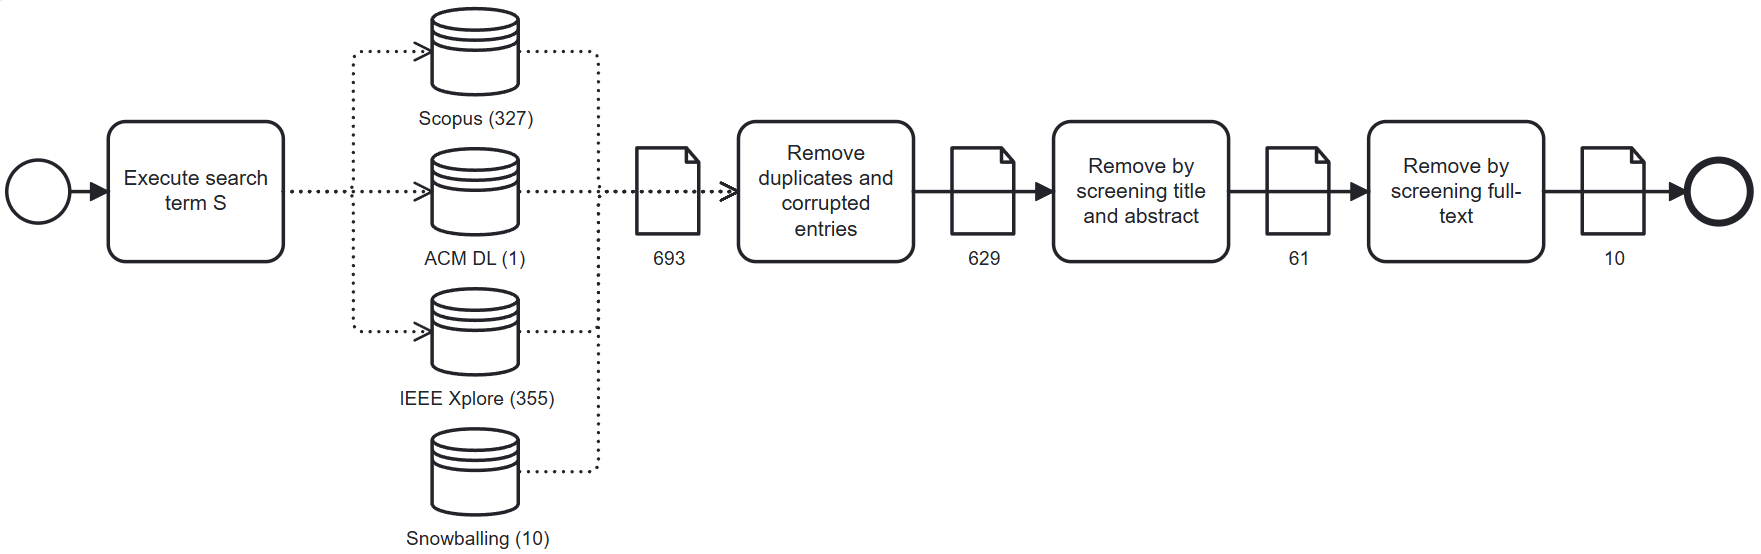 Execute search
term S
Scopus (327)
ACM DL (1)
IEEE Xplore (355)
Snowballing (10)
693
Remove
duplicates and
corrupted
entries
629
Remove by
screening title
and abstract
61
Remove by
screening full-
text
10